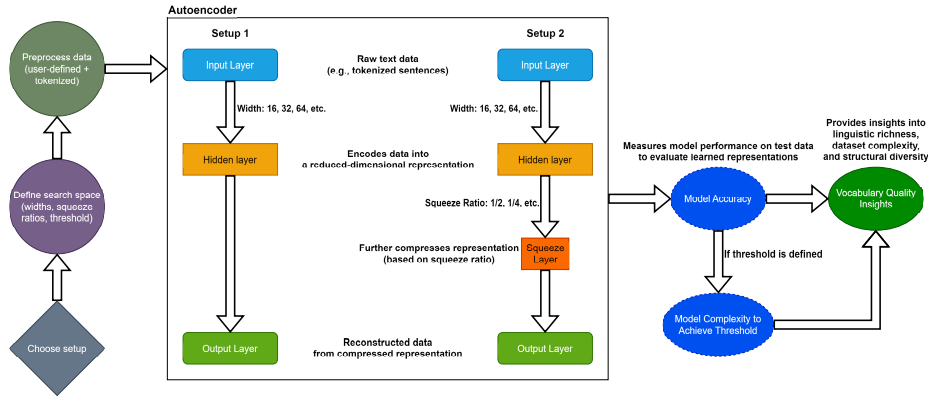 Autoencoder
Preprocess data
(user-defined +
tokenized)
Define search space
(widths, squeeze
ratios, threshold)
Choose setup
Setup 1
Input Layer
Width: 16, 32, 64, etc.
Hidden layer
Output Layer
Raw text data
(e.g., tokenized sentences)
Encodes data into
a reduced-dimensional representation
Further compresses representation
(based on squeeze ratio)
Reconstructed data
from compressed representation
Setup 2
Input Layer
Width: 16, 32, 64, etc.
Hidden layer
Squeeze Ratio: 1/2, 1/4, etc.
Squeeze
Layer
Output Layer
Measures model performance on test data
to evaluate learned representations
Model Accuracy
If threshold is defined
Model Complexity to
Achieve Threshold
Provides insights into
linguistic richness,
dataset complexity,
and structural diversity
Vocabulary Quality
Insights